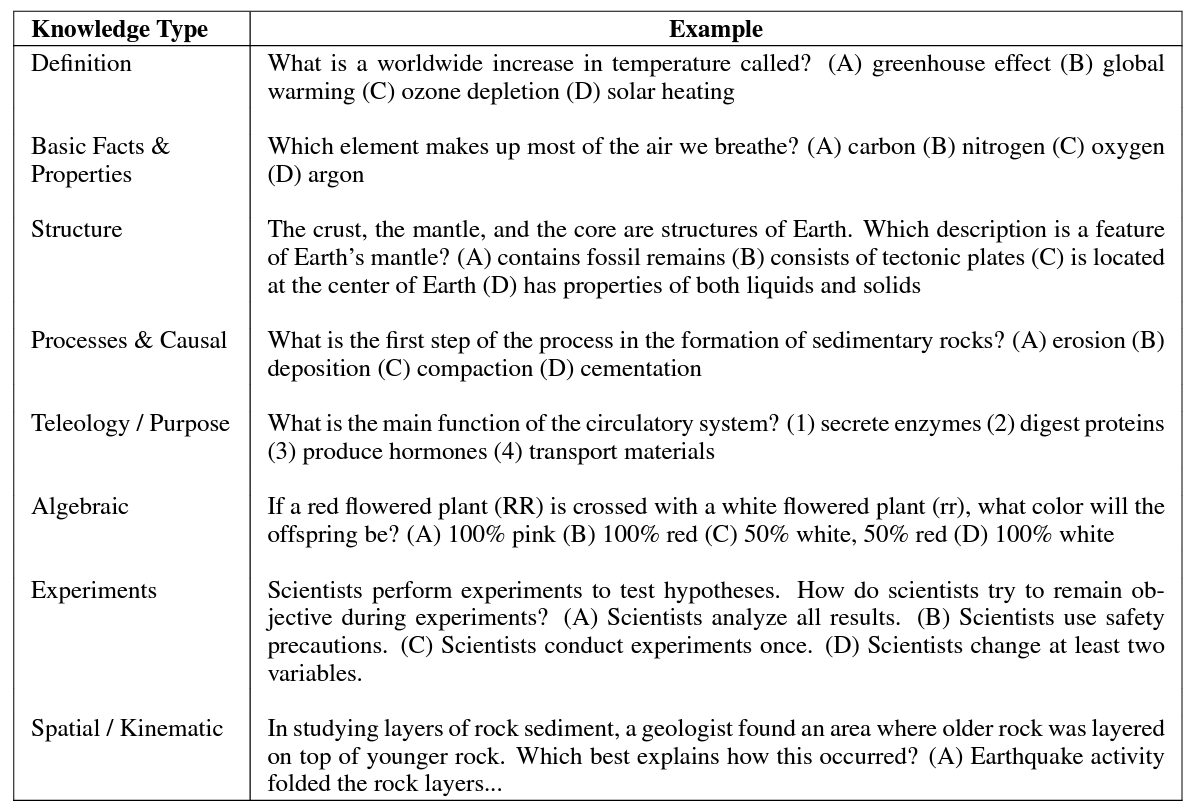 Knowledge Type Example
Definition What is a worldwide increase in temperature called? (A) greenhouse effect (B) global
warming (C) ozone depletion (D) solar heating
Basic Facts & Which element makes up most of the air we breathe? (A) carbon (B) nitrogen (C) oxygen
Properties (D) argon
Structure The crust, the mantle, and the core are structures of Earth. Which description is a feature
of Earth's mantle? (A) contains fossil remains (B) consists of tectonic plates (C) is located
at the center of Earth (D) has properties of both liquids and solids
Processes & Causal What is the first step of the process in the formation of sedimentary rocks? (A) erosion (B)
deposition (C) compaction (D) cementation
Teleology / Purpose What is the main function of the circulatory system? (1) secrete enzymes (2) digest proteins
(3) produce hormones (4) transport materials
Algebraic If a red flowered plant (RR) is crossed with a white flowered plant (rr), what color will the
offspring be? (A) 100% pink (B) 100% red (C) 50% white, 50% red (D) 100% white
Experiments Scientists perform experiments to test hypotheses. How do scientists try to remain ob-
jective during experiments? (A) Scientists analyze all results. (B) Scientists use safety
precautions. (C) Scientists conduct experiments once. (D) Scientists change at least two
variables.
Spatial / Kinematic In studying layers of rock sediment, a geologist found an area where older rock was layered
on top of younger rock. Which best explains how this occurred? (A) Earthquake activity
folded the rock layers...